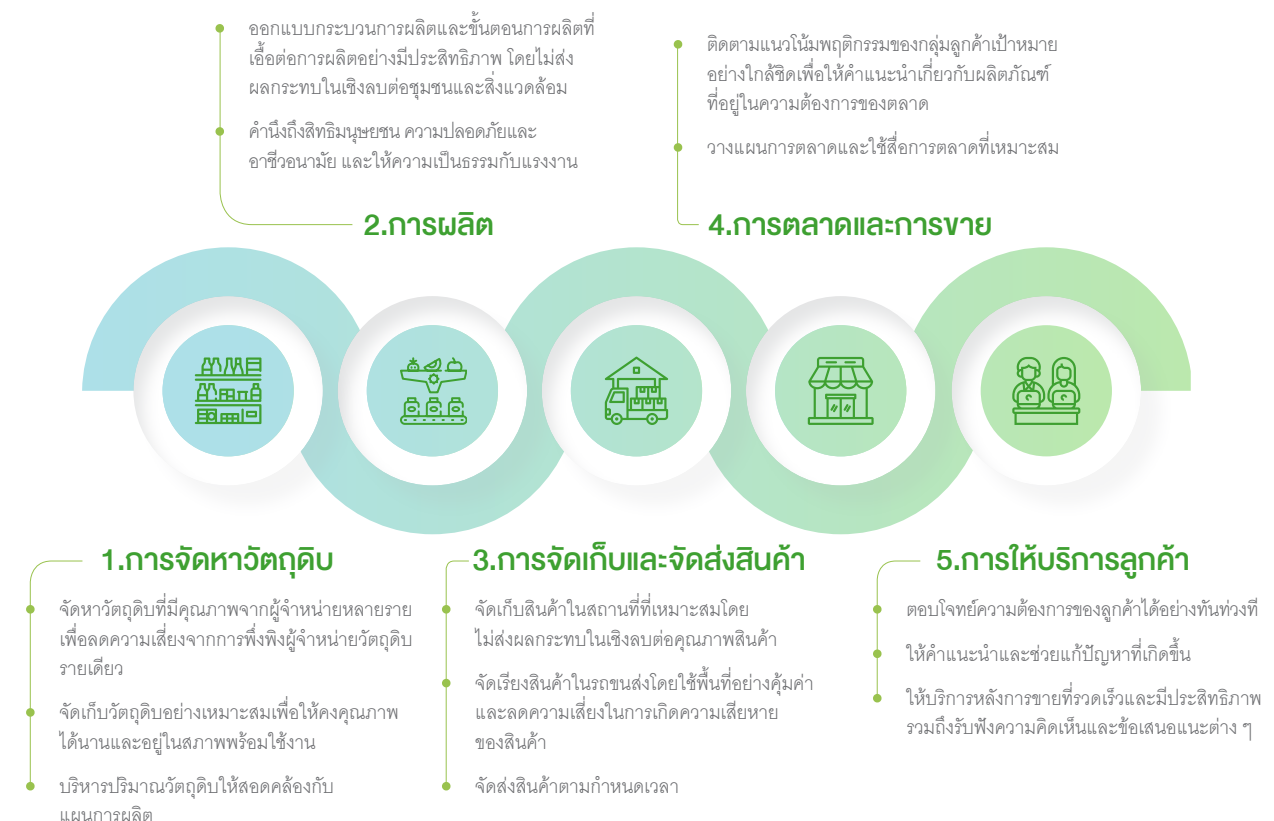 ออกแบบกระบวนการผลิตและขั้นตอนการผลิตที่
เอื้อต่อการผลิตอย่างมีประสิทธิภาพ โดยไม่ส่ง
ผลกระทบในเชิงลบต่อชุมชนและสิ่งแวดล้อม
คำนึงถึงสิทธิมนุษยชน ความปลอดภัยและ
อาชีวอนามัย และให้ความเป็นธรรมกับแรงงาน
2.การผลิต
ติดตามแนวโน้มพฤติกรรมของกลุ่มลูกค้าเป้าหมาย
อย่างใกล้ชิดเพื่อให้คำแนะนำเกี่ยวกับผลิตภัณฑ์
ที่อยู่ในความต้องการของตลาด
วางแผนการตลาดและใช้สื่อการตลาดที่เหมาะสม
4.การตลาดและการขาย
1.การจัดหาวัตถุดิบ
จัดหาวัตถุดิบที่มีคุณภาพจากผู้จำหน่ายหลายราย
เพื่อลดความเสี่ยงจากการพึ่งพิงผู้จำหน่ายวัตถุดิบ
รายเดียว
จัดเก็บวัตถุดิบอย่างเหมาะสมเพื่อให้คงคุณภาพ
ได้นานและอยู่ในสภาพพร้อมใช้งาน
บริหารปริมาณวัตถุดิบให้สอดคล้องกับ
แผนการผลิต
3.การจัดเก็บและจัดส่งสินค้า
จัดเก็บสินค้าในสถานที่ที่เหมาะสมโดย
ไม่ส่งผลกระทบในเชิงลบต่อคุณภาพสินค้า
จัดเรียงสินค้าในรถขนส่งโดยใช้พื้นที่อย่างคุ้มค่า
และลดความเสี่ยงในการเกิดความเสียหาย
ของสินค้า
จัดส่งสินค้าตามกำหนดเวลา
5.การให้บริการลูกค้า
ตอบโจทย์ความต้องการของลูกค้าได้อย่างทันท่วงที
ให้คำแนะนำและช่วยแก้ปัญหาที่เกิดขึ้น
ให้บริการหลังการขายที่รวดเร็วและมีประสิทธิภาพ
รวมถึงรับฟังความคิดเห็นและข้อเสนอแนะต่าง ๆ